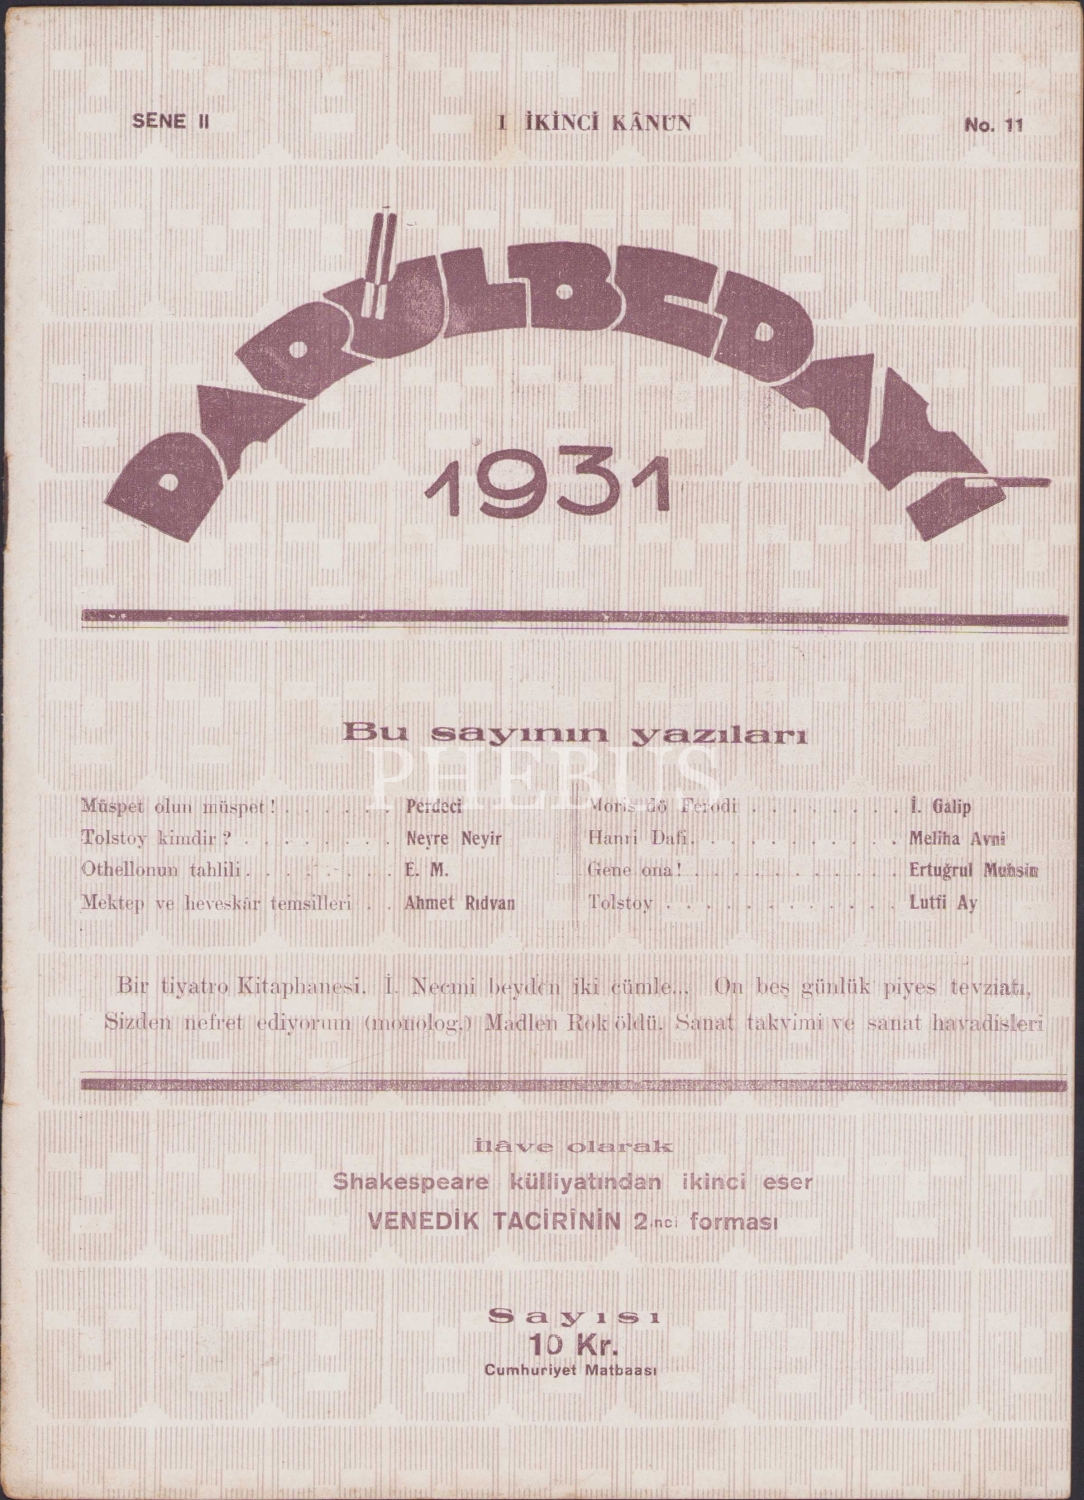 SENE II
1 İKİNCİ KÂNUN
No. 11
DARÜLBEDAYİ
1931
Bu sayının yazıları
PHEBUS
Müspet olun müspet! . . . . . . Perdeci
Tolstoy kimdir? . . . . . . . . Neyre Neyir
Othellonun tahlili . . . . . . . E. M.
Mektep ve heveskâr temsilleri . . Ahmet Rıdvan
Moris dö Ferodi . . . . . . . . İ. Galip
Hanri Dafi. . . . . . . . . . . Meliha Avni
Gene ona! . . . . . . . . . . . Ertuğrul Muhsin
Tolstoy . . . . . . . . . . . . Lutfi Ay
Bir tiyatro Kitaphanesi. İ. Necmi beyden iki cümle... On beş günlük piyes tevziatı,
Sizden nefret ediyorum (monolog.) Madlen Rok öldü. Sanat takvimi ve sanat havadisleri
İlâve olarak
Shakespeare külliyatından ikinci eser
VENEDİK TACİRİNİN 2.nci forması
Sayısı
10 Kr.
Cumhuriyet Matbaası